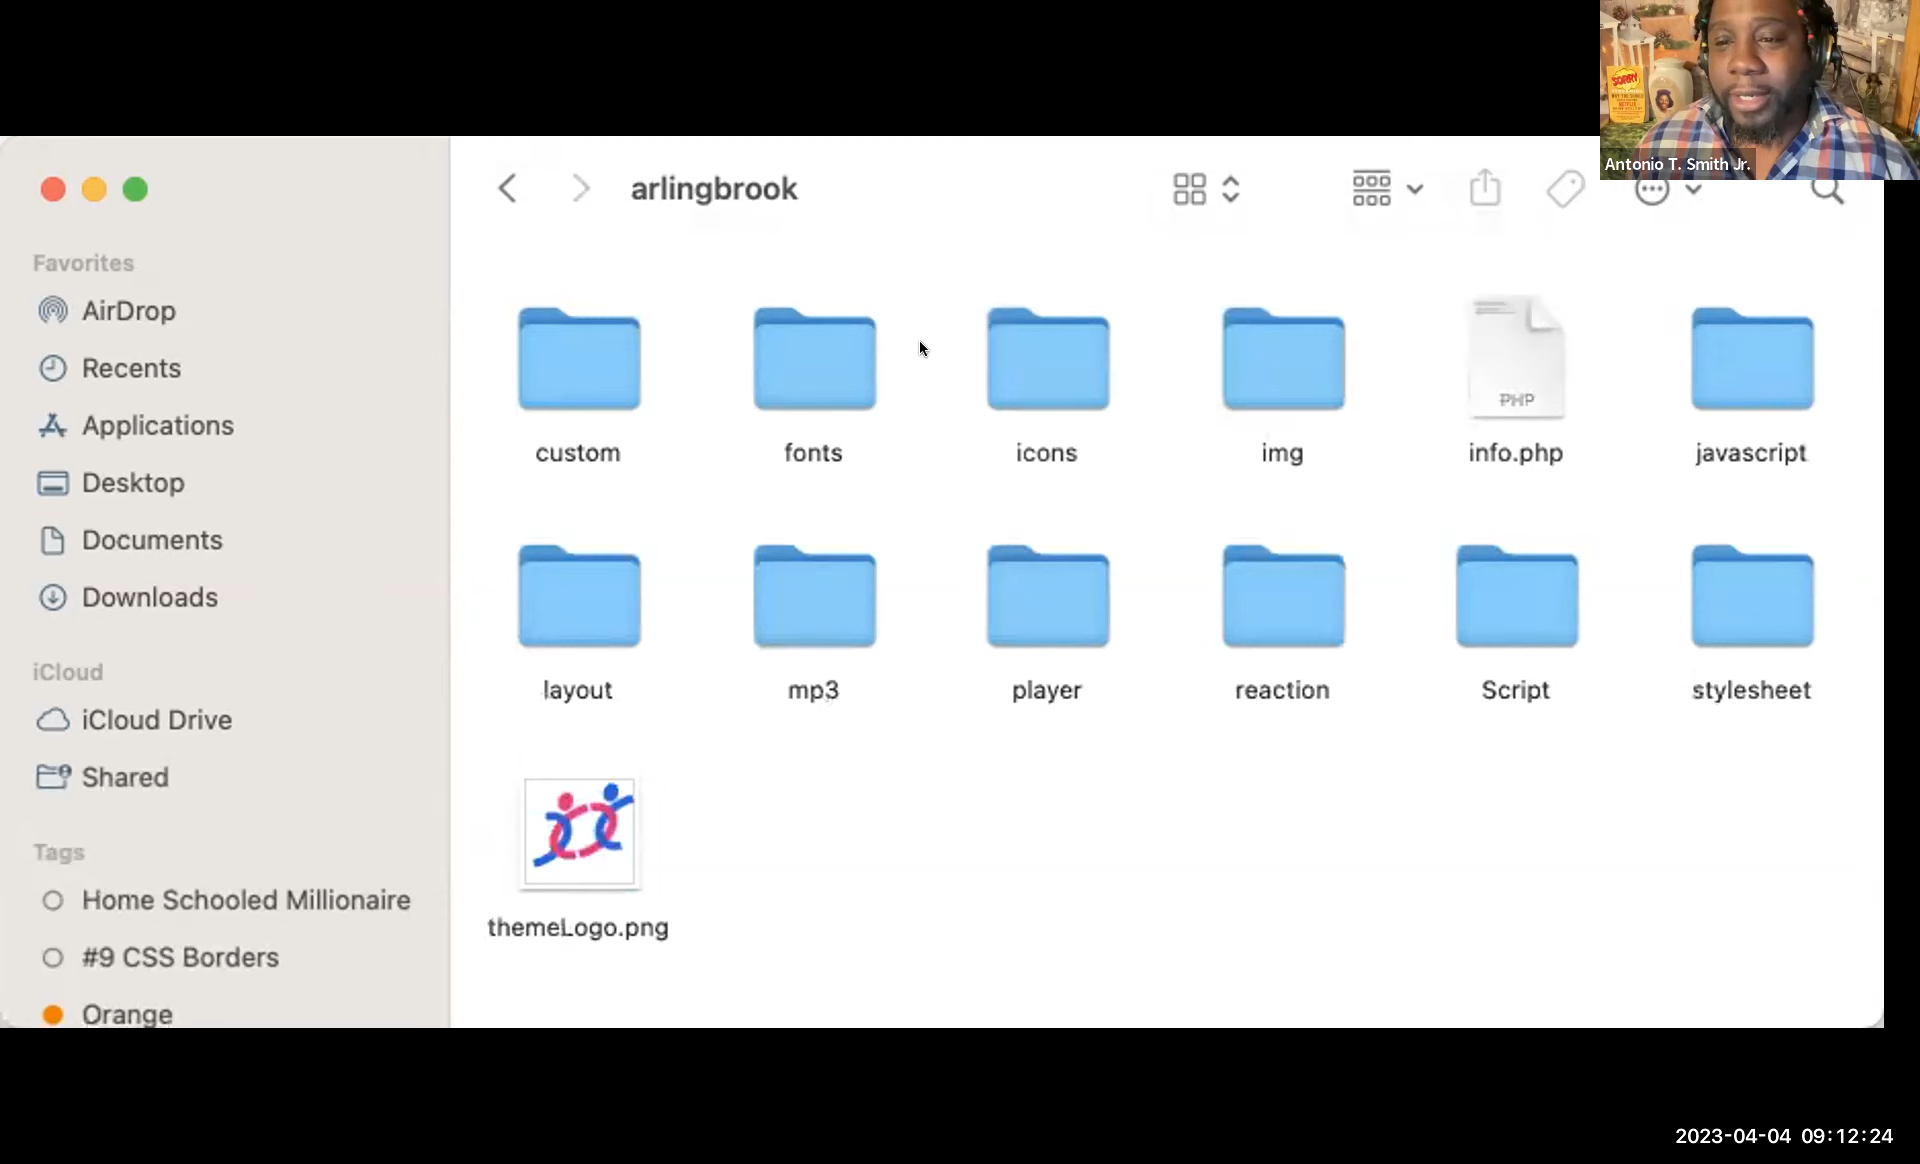 SORRY
Antonio T. Smith Jr.
arlingbrook
Favorites
AirDrop
Recents
Applications
Desktop
Documents
Downloads
iCloud
iCloud Drive
Shared
Tags
Home Schooled Millionaire
#9 CSS Borders
Orange
PHP
custom
fonts
icons
img
info.php
javascript
layout
mp3
player
reaction
Script
stylesheet
themeLogo.png
2023-04-04 09:12:24